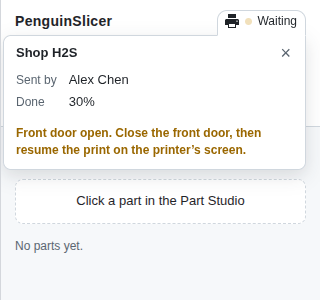 PenguinSlicer
Waiting
Shop H2S
×
Sent by Alex Chen
Done 30%
Front door open. Close the front door, then
resume the print on the printer’s screen.
Click a part in the Part Studio
No parts yet.